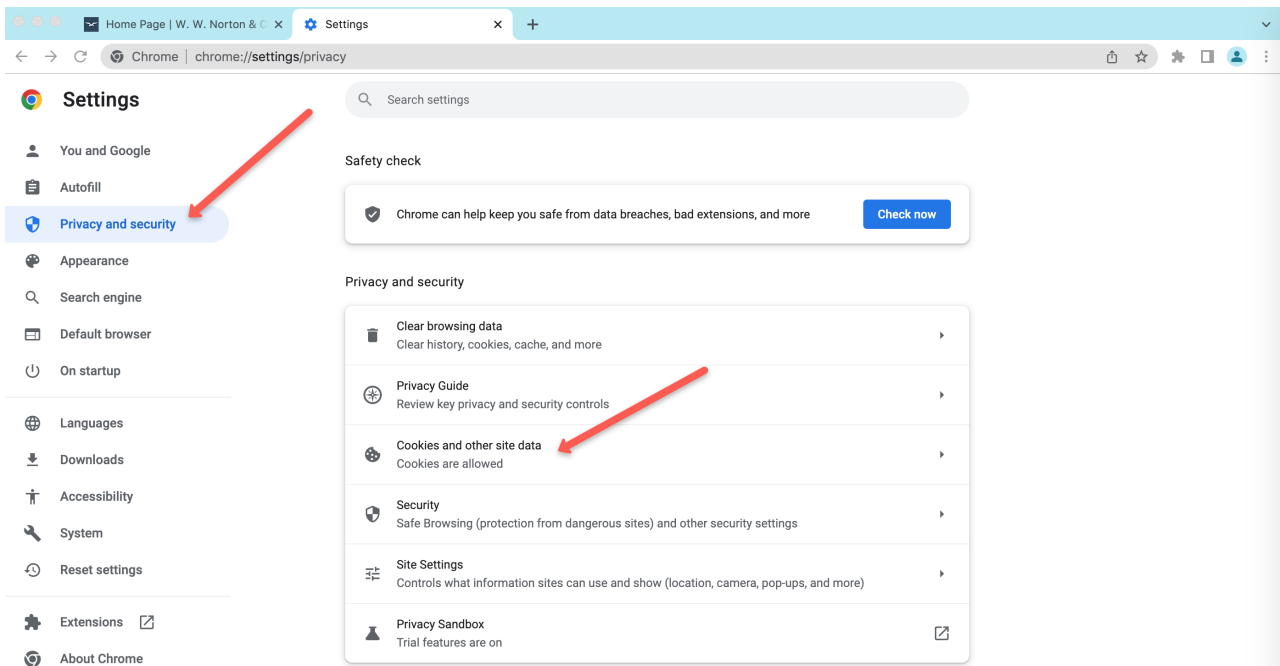 Home Page | W. W. Norton & C
Settings
Chrome | chrome://settings/privacy
Settings
Search settings
You and Google
Autofill
Privacy and security
Appearance
Search engine
Default browser
On startup
Languages
Downloads
Accessibility
System
Reset settings
Extensions
About Chrome
Safety check
Chrome can help keep you safe from data breaches, bad extensions, and more
Check now
Privacy and security
Clear browsing data
Clear history, cookies, cache, and more
Privacy Guide
Review key privacy and security controls
Cookies and other site data
Cookies are allowed
Security
Safe Browsing (protection from dangerous sites) and other security settings
Site Settings
Controls what information sites can use and show (location, camera, pop-ups, and more)
Privacy Sandbox
Trial features are on